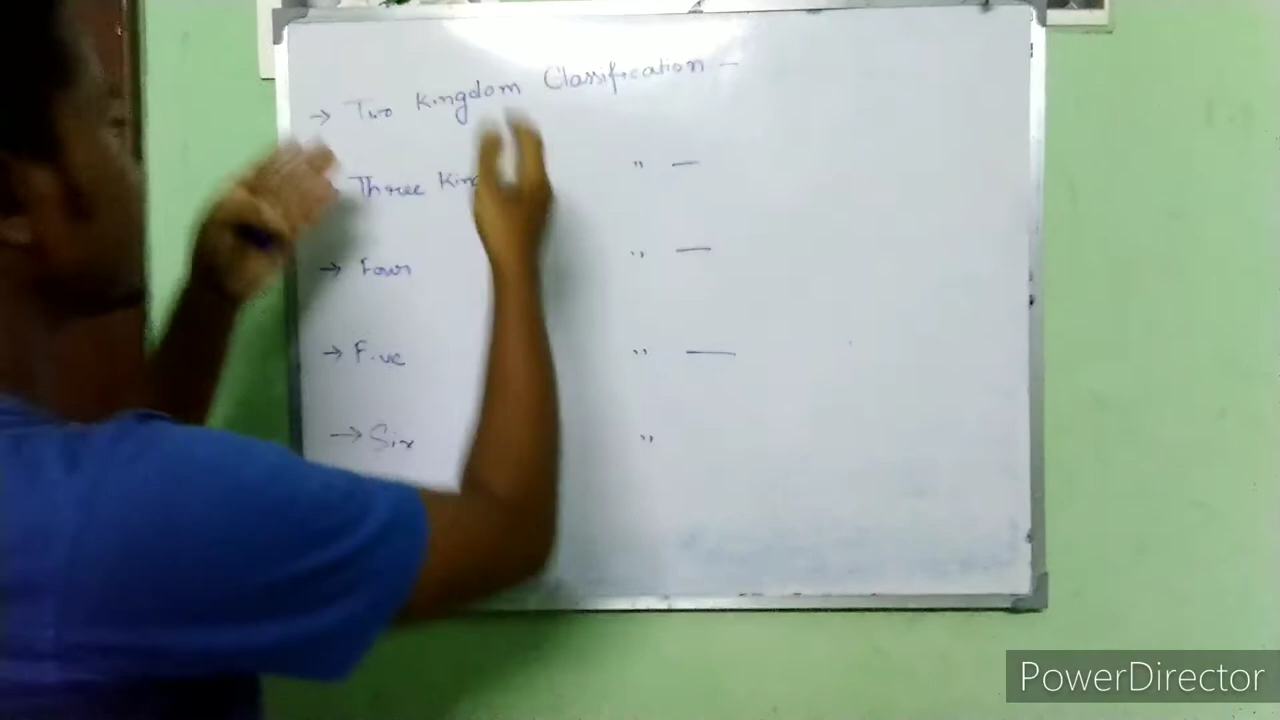 → Two Kingdom Classification -
Three Kin " —
→ Four " —
→ Five " —
→ Six "
PowerDirector